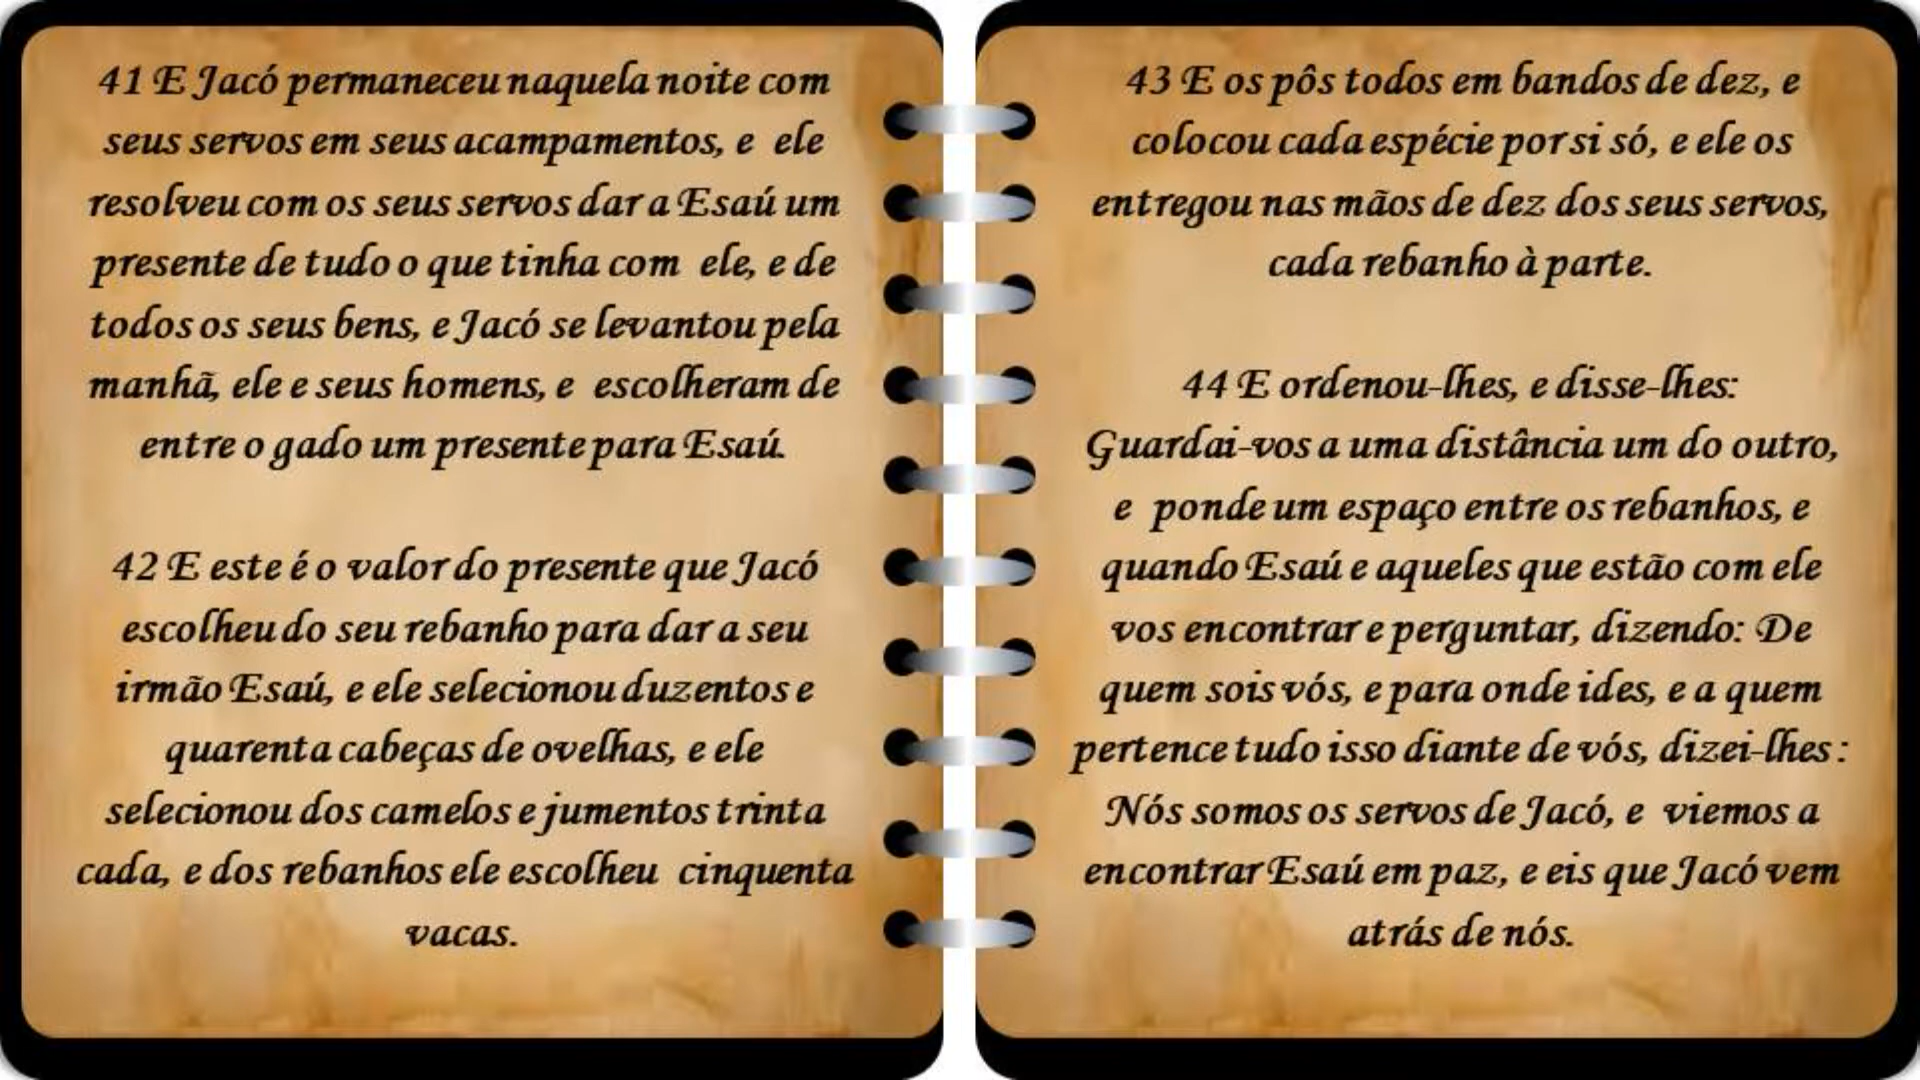 41 E Jacó permaneceu naquela noite com
seus servos em seus acampamentos, e ele
resolveu com os seus servos dar a Esaú um
presente de tudo o que tinha com ele, e de
todos os seus bens, e Jacó se levantou pela
manhã, ele e seus homens, e escolheram de
entre o gado um presente para Esaú.
42 E este é o valor do presente que Jacó
escolheu do seu rebanho para dar a seu
irmão Esaú, e ele selecionou duzentos e
quarenta cabeças de ovelhas, e ele
selecionou dos camelos e jumentos trinta
cada, e dos rebanhos ele escolheu cinquenta
vacas.
43 E os pôs todos em bandos de dez, e
colocou cada espécie por si só, e ele os
entregou nas mãos de dez dos seus servos,
cada rebanho à parte.
44 E ordenou-lhes, e disse-lhes:
Guardai-vos a uma distância um do outro,
e ponde um espaço entre os rebanhos, e
quando Esaú e aqueles que estão com ele
vos encontrar e perguntar, dizendo: De
quem sois vós, e para onde ides, e a quem
pertence tudo isso diante de vós, dizei-lhes:
Nós somos os servos de Jacó, e viemos a
encontrar Esaú em paz, e eis que Jacó vem
atrás de nós.